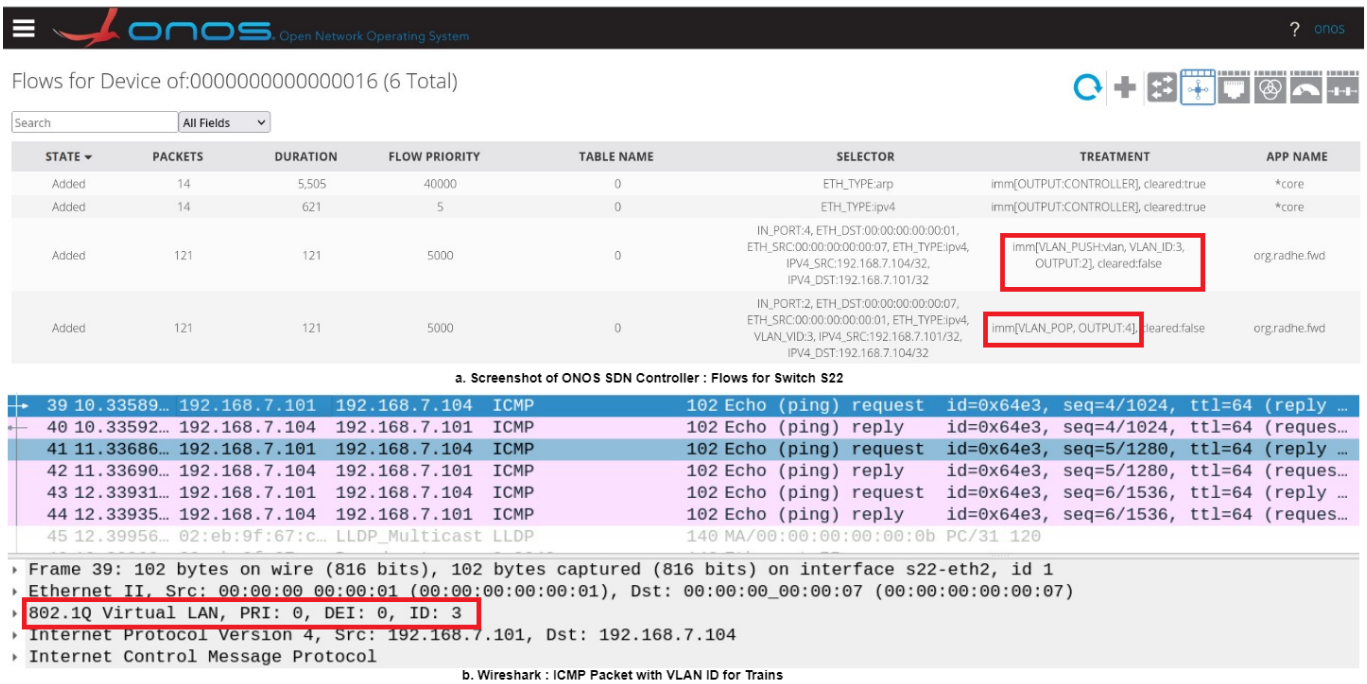 onos Open Network Operating System ? onos
Flows for Device of:0000000000000016 (6 Total)
Search All Fields
STATE PACKETS DURATION FLOW PRIORITY TABLE NAME SELECTOR TREATMENT APP NAME
Added 14 5,505 40000 0 ETH_TYPE:arp imm[OUTPUT:CONTROLLER], cleared:true *core
Added 14 621 5 0 ETH_TYPE:ipv4 imm[OUTPUT:CONTROLLER], cleared:true *core
IN_PORT:4, ETH_DST:00:00:00:00:00:01,
ETH_SRC:00:00:00:00:00:07, ETH_TYPE:ipv4, imm[VLAN_PUSH:vlan, VLAN_ID:3,
Added 121 121 5000 0 org.radhe.fwd
IPV4_SRC:192.168.7.104/32, OUTPUT:2], cleared:false
IPV4_DST:192.168.7.101/32
IN_PORT:2, ETH_DST:00:00:00:00:00:07,
ETH_SRC:00:00:00:00:00:01, ETH_TYPE:ipv4,
Added 121 121 5000 0 imm[VLAN_POP, OUTPUT:4], cleared:false org.radhe.fwd
VLAN_VID:3, IPV4_SRC:192.168.7.101/32,
IPV4_DST:192.168.7.104/32
a. Screenshot of ONOS SDN Controller : Flows for Switch S22
39 10.33589… 192.168.7.101 192.168.7.104 ICMP 102 Echo (ping) request id=0x64e3, seq=4/1024, ttl=64 (reply …
40 10.33592… 192.168.7.104 192.168.7.101 ICMP 102 Echo (ping) reply id=0x64e3, seq=4/1024, ttl=64 (reques…
41 11.33686… 192.168.7.101 192.168.7.104 ICMP 102 Echo (ping) request id=0x64e3, seq=5/1280, ttl=64 (reply …
42 11.33690… 192.168.7.104 192.168.7.101 ICMP 102 Echo (ping) reply id=0x64e3, seq=5/1280, ttl=64 (reques…
43 12.33931… 192.168.7.101 192.168.7.104 ICMP 102 Echo (ping) request id=0x64e3, seq=6/1536, ttl=64 (reply …
44 12.33935… 192.168.7.104 192.168.7.101 ICMP 102 Echo (ping) reply id=0x64e3, seq=6/1536, ttl=64 (reques…
45 12.39956… 02:eb:9f:67:c… LLDP_Multicast LLDP 140 MA/00:00:00:00:00:0b PC/31 120
Frame 39: 102 bytes on wire (816 bits), 102 bytes captured (816 bits) on interface s22-eth2, id 1
Ethernet II, Src: 00:00:00_00:00:01 (00:00:00:00:00:01), Dst: 00:00:00_00:00:07 (00:00:00:00:00:07)
802.1Q Virtual LAN, PRI: 0, DEI: 0, ID: 3
Internet Protocol Version 4, Src: 192.168.7.101, Dst: 192.168.7.104
Internet Control Message Protocol
b. Wireshark : ICMP Packet with VLAN ID for Trains